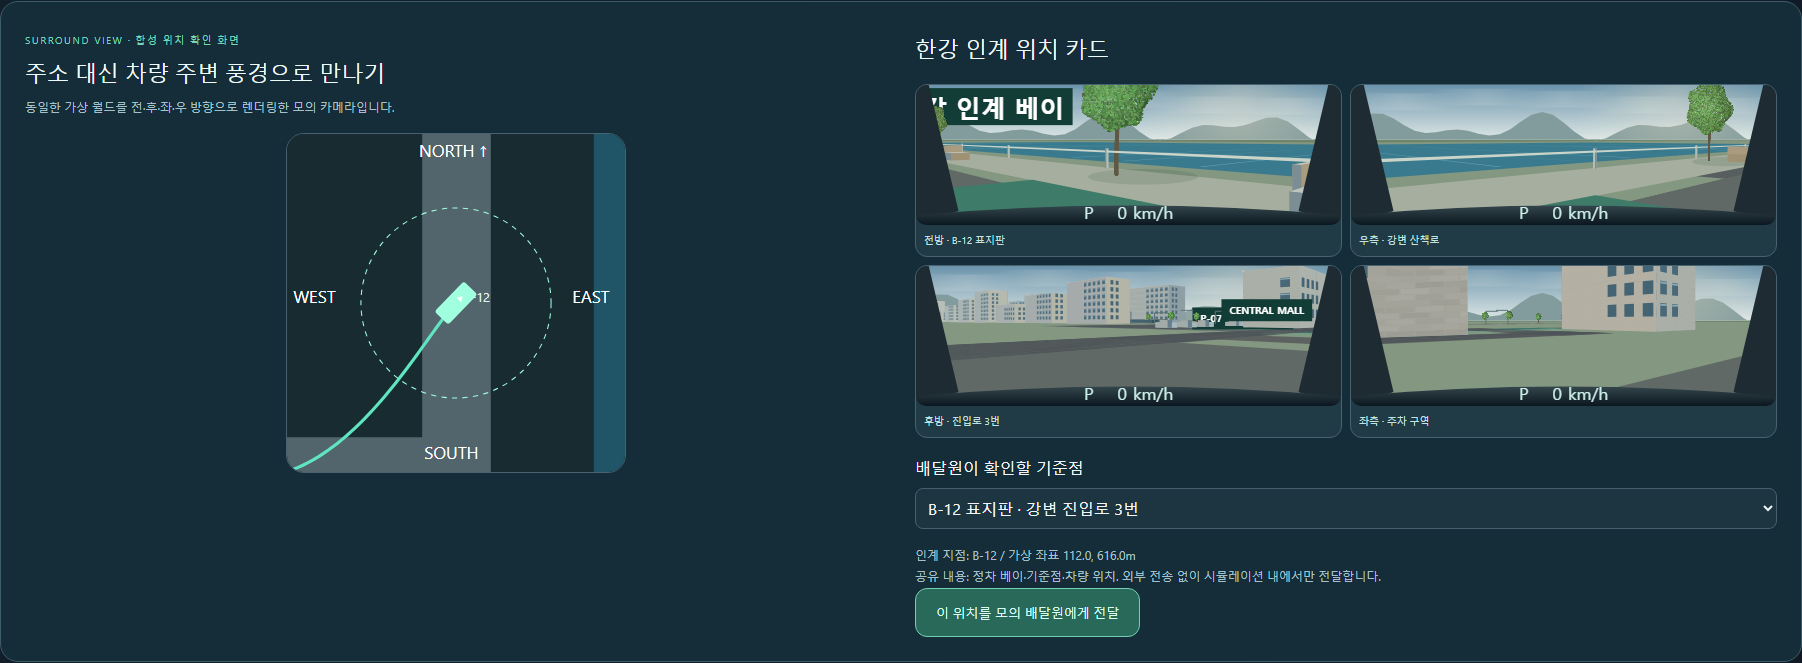 SURROUND VIEW · 합성 위치 확인 화면
주소 대신 차량 주변 풍경으로 만나기
동일한 가상 월드를 전·후·좌·우 방향으로 렌더링한 모의 카메라입니다.
NORTH ↑
WEST
12
EAST
SOUTH
한강 인계 위치 카드
인계 베이
P 0 km/h
전방 · B-12 표지판
P 0 km/h
우측 · 강변 산책로
P-07
CENTRAL MALL
P 0 km/h
후방 · 진입로 3번
P 0 km/h
좌측 · 주차 구역
배달원이 확인할 기준점
B-12 표지판 · 강변 진입로 3번
인계 지점: B-12 / 가상 좌표 112.0, 616.0m
공유 내용: 정차 베이·기준점·차량 위치. 외부 전송 없이 시뮬레이션 내에서만 전달합니다.
이 위치를 모의 배달원에게 전달